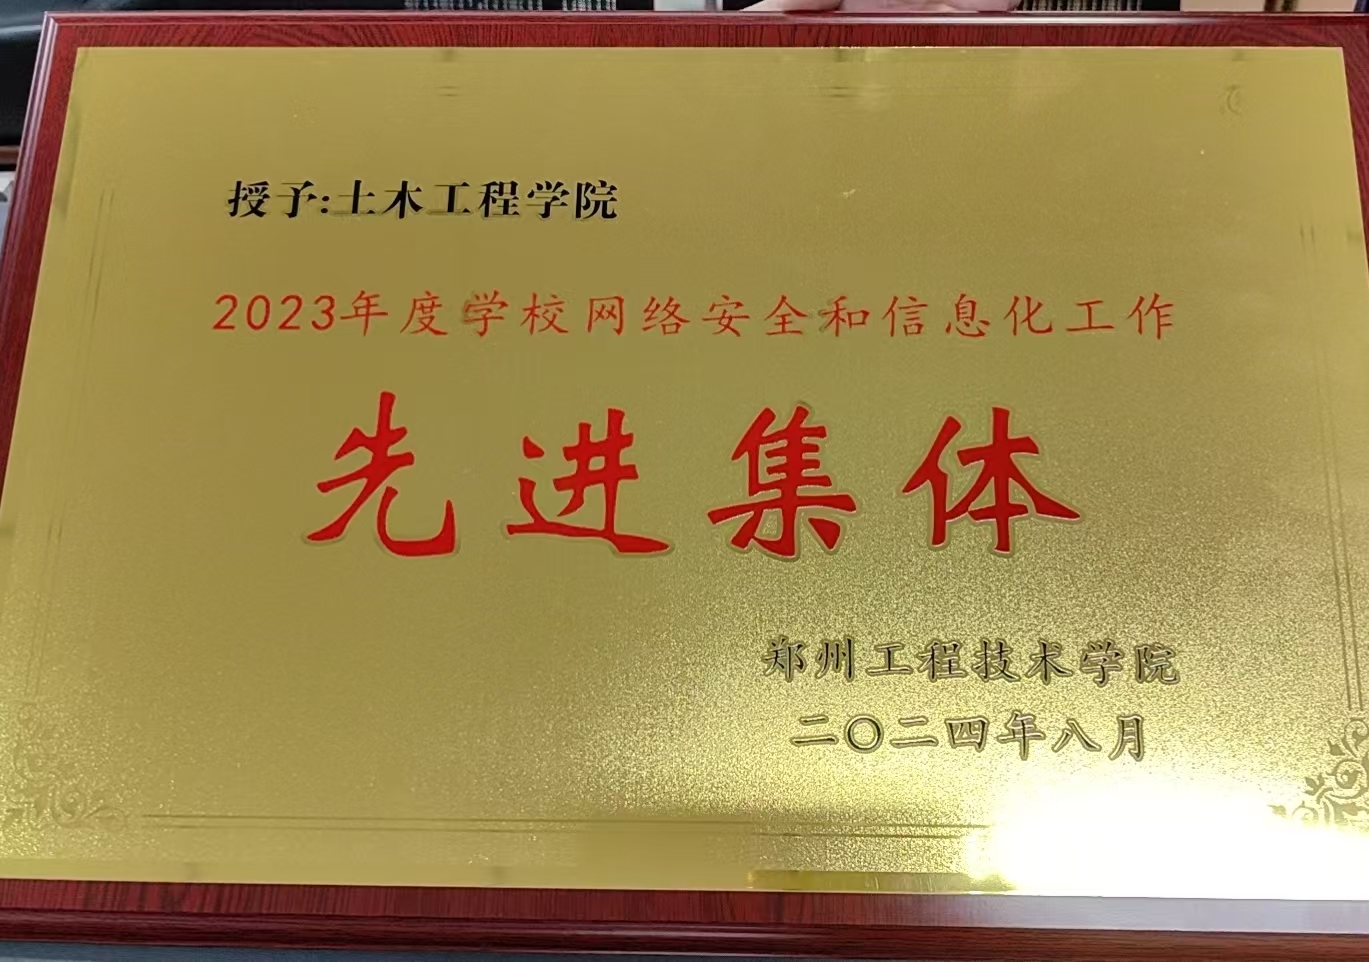 授予:土木工程学院
2023年度学校网络安全和信息化工作
先进集体
郑州工程技术学院
二〇二四年八月